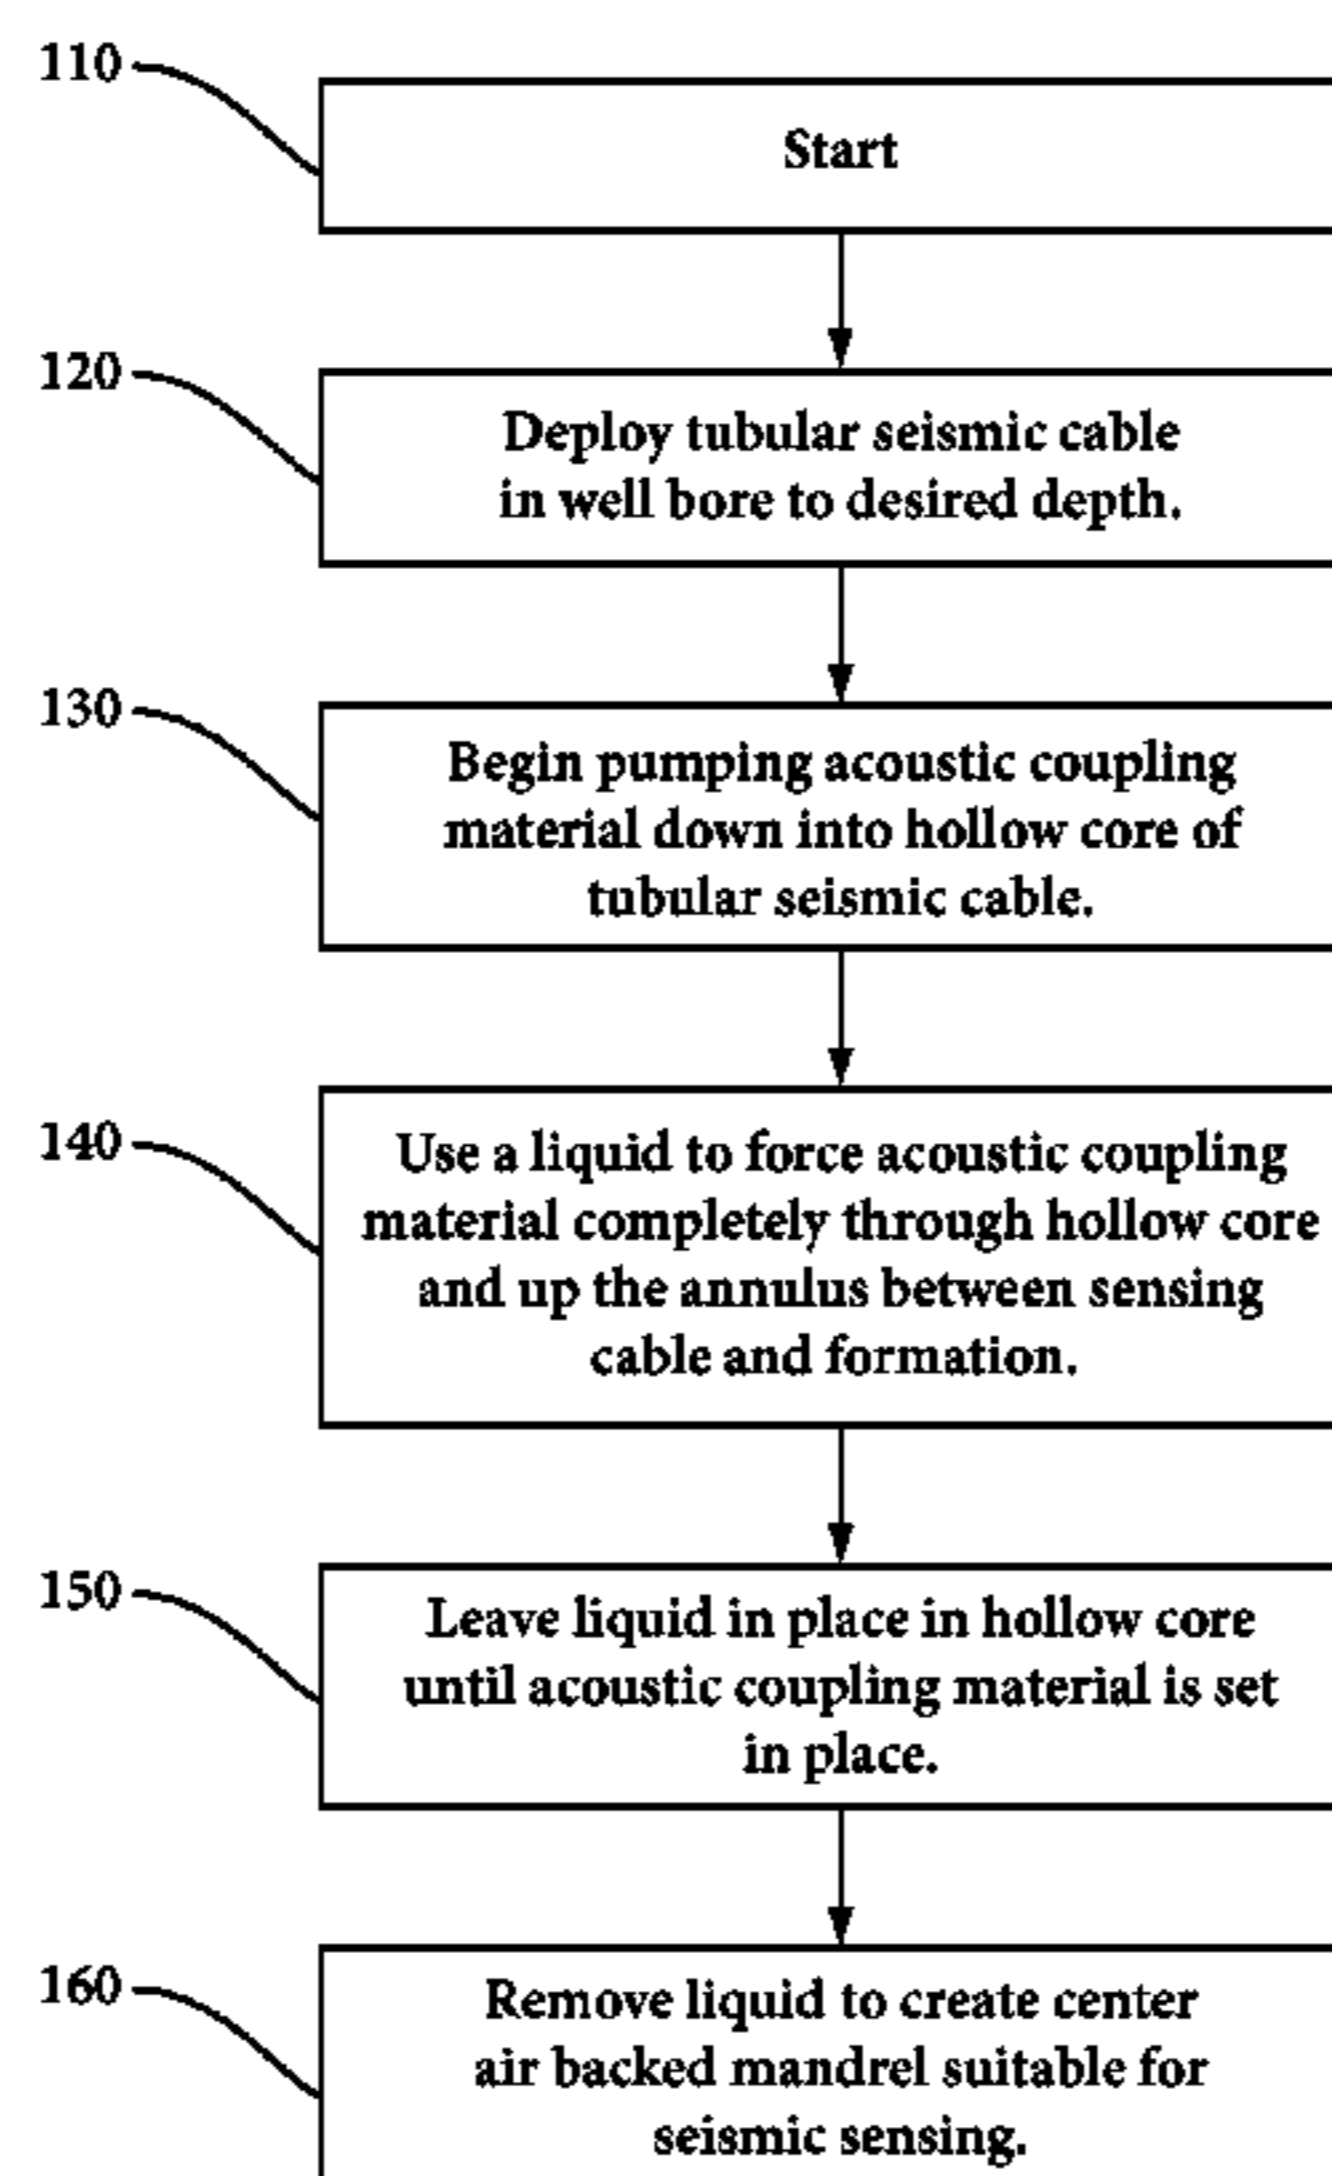 110
Start
120
Deploy tubular seismic cable
in well bore to desired depth.
130
Begin pumping acoustic coupling
material down into hollow core of
tubular seismic cable.
140
Use a liquid to force acoustic coupling
material completely through hollow core
and up the annulus between sensing
cable and formation.
150
Leave liquid in place in hollow core
until acoustic coupling material is set
in place.
160
Remove liquid to create center
air backed mandrel suitable for
seismic sensing.